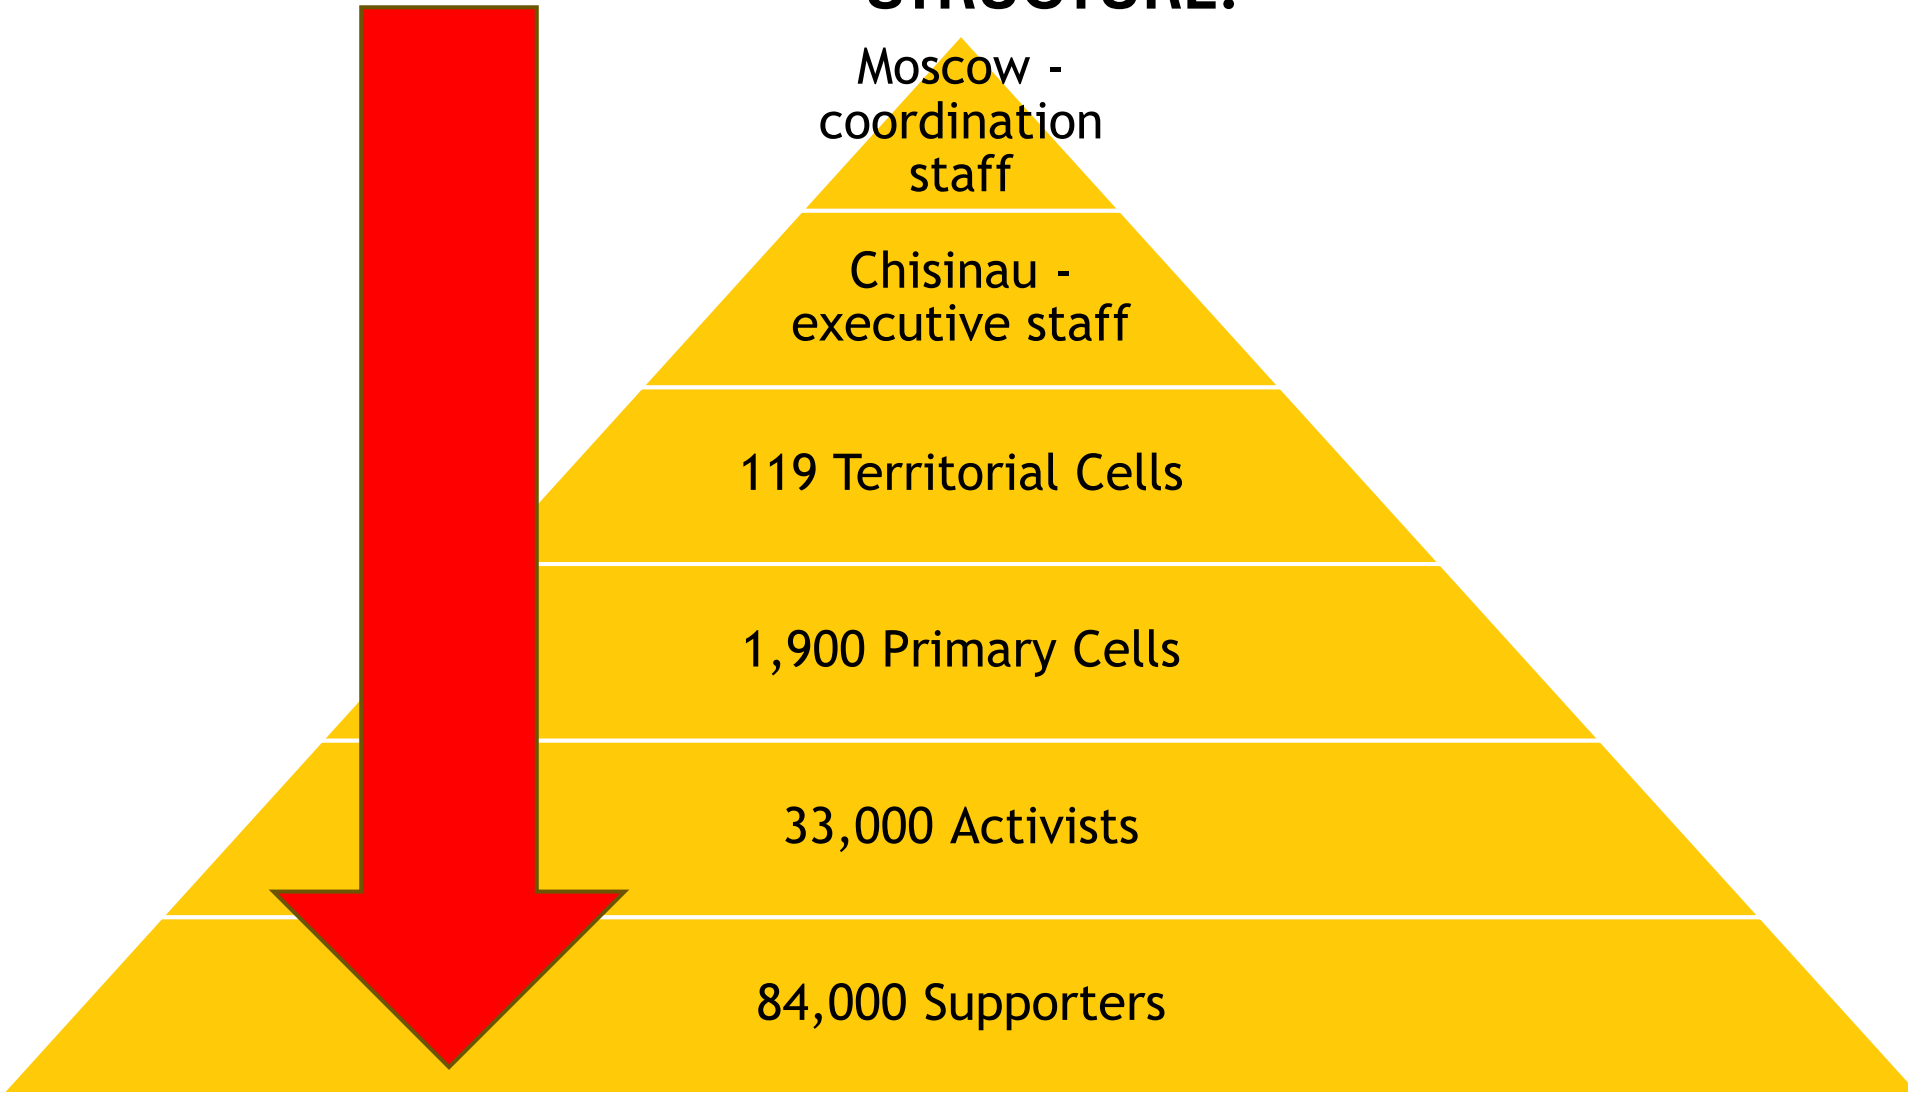 STRUCTURE:
Moscow -
coordination
staff
Chisinau -
executive staff
119 Territorial Cells
1,900 Primary Cells
33,000 Activists
84,000 Supporters